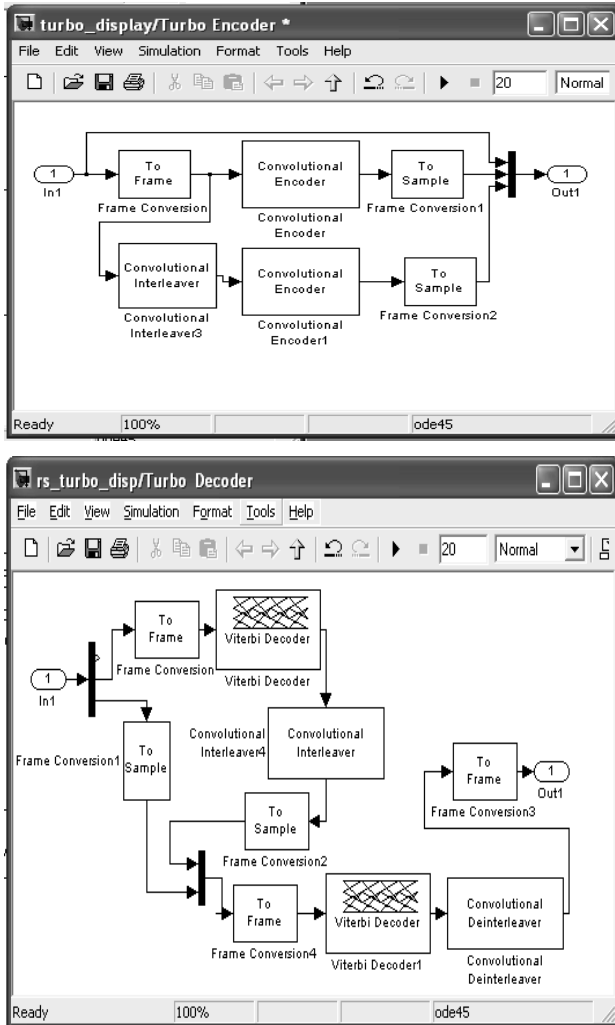 turbo_display/Turbo Encoder *
File Edit View Simulation Format Tools Help
20 Normal
1
In1
To
Frame
Frame Conversion
Convolutional
Encoder
Convolutional
Encoder
To
Sample
Frame Conversion1
1
Out1
Convolutional
Interleaver
Convolutional
Interleaver3
Convolutional
Encoder
Convolutional
Encoder1
To
Sample
Frame Conversion2
Ready 100% ode45
rs_turbo_disp/Turbo Decoder
File Edit View Simulation Format Tools Help
20 Normal
To
Frame
Frame Conversion
Viterbi Decoder
Viterbi Decoder
1
In1
Frame Conversion1
To
Sample
Convolutional
Interleaver4
Convolutional
Interleaver
To
Sample
Frame Conversion2
To
Frame
Frame Conversion3
1
Out1
To
Frame
Frame Conversion4
Viterbi Decoder
Viterbi Decoder1
Convolutional
Deinterleaver
Convolutional
Deinterleaver
Ready 100% ode45